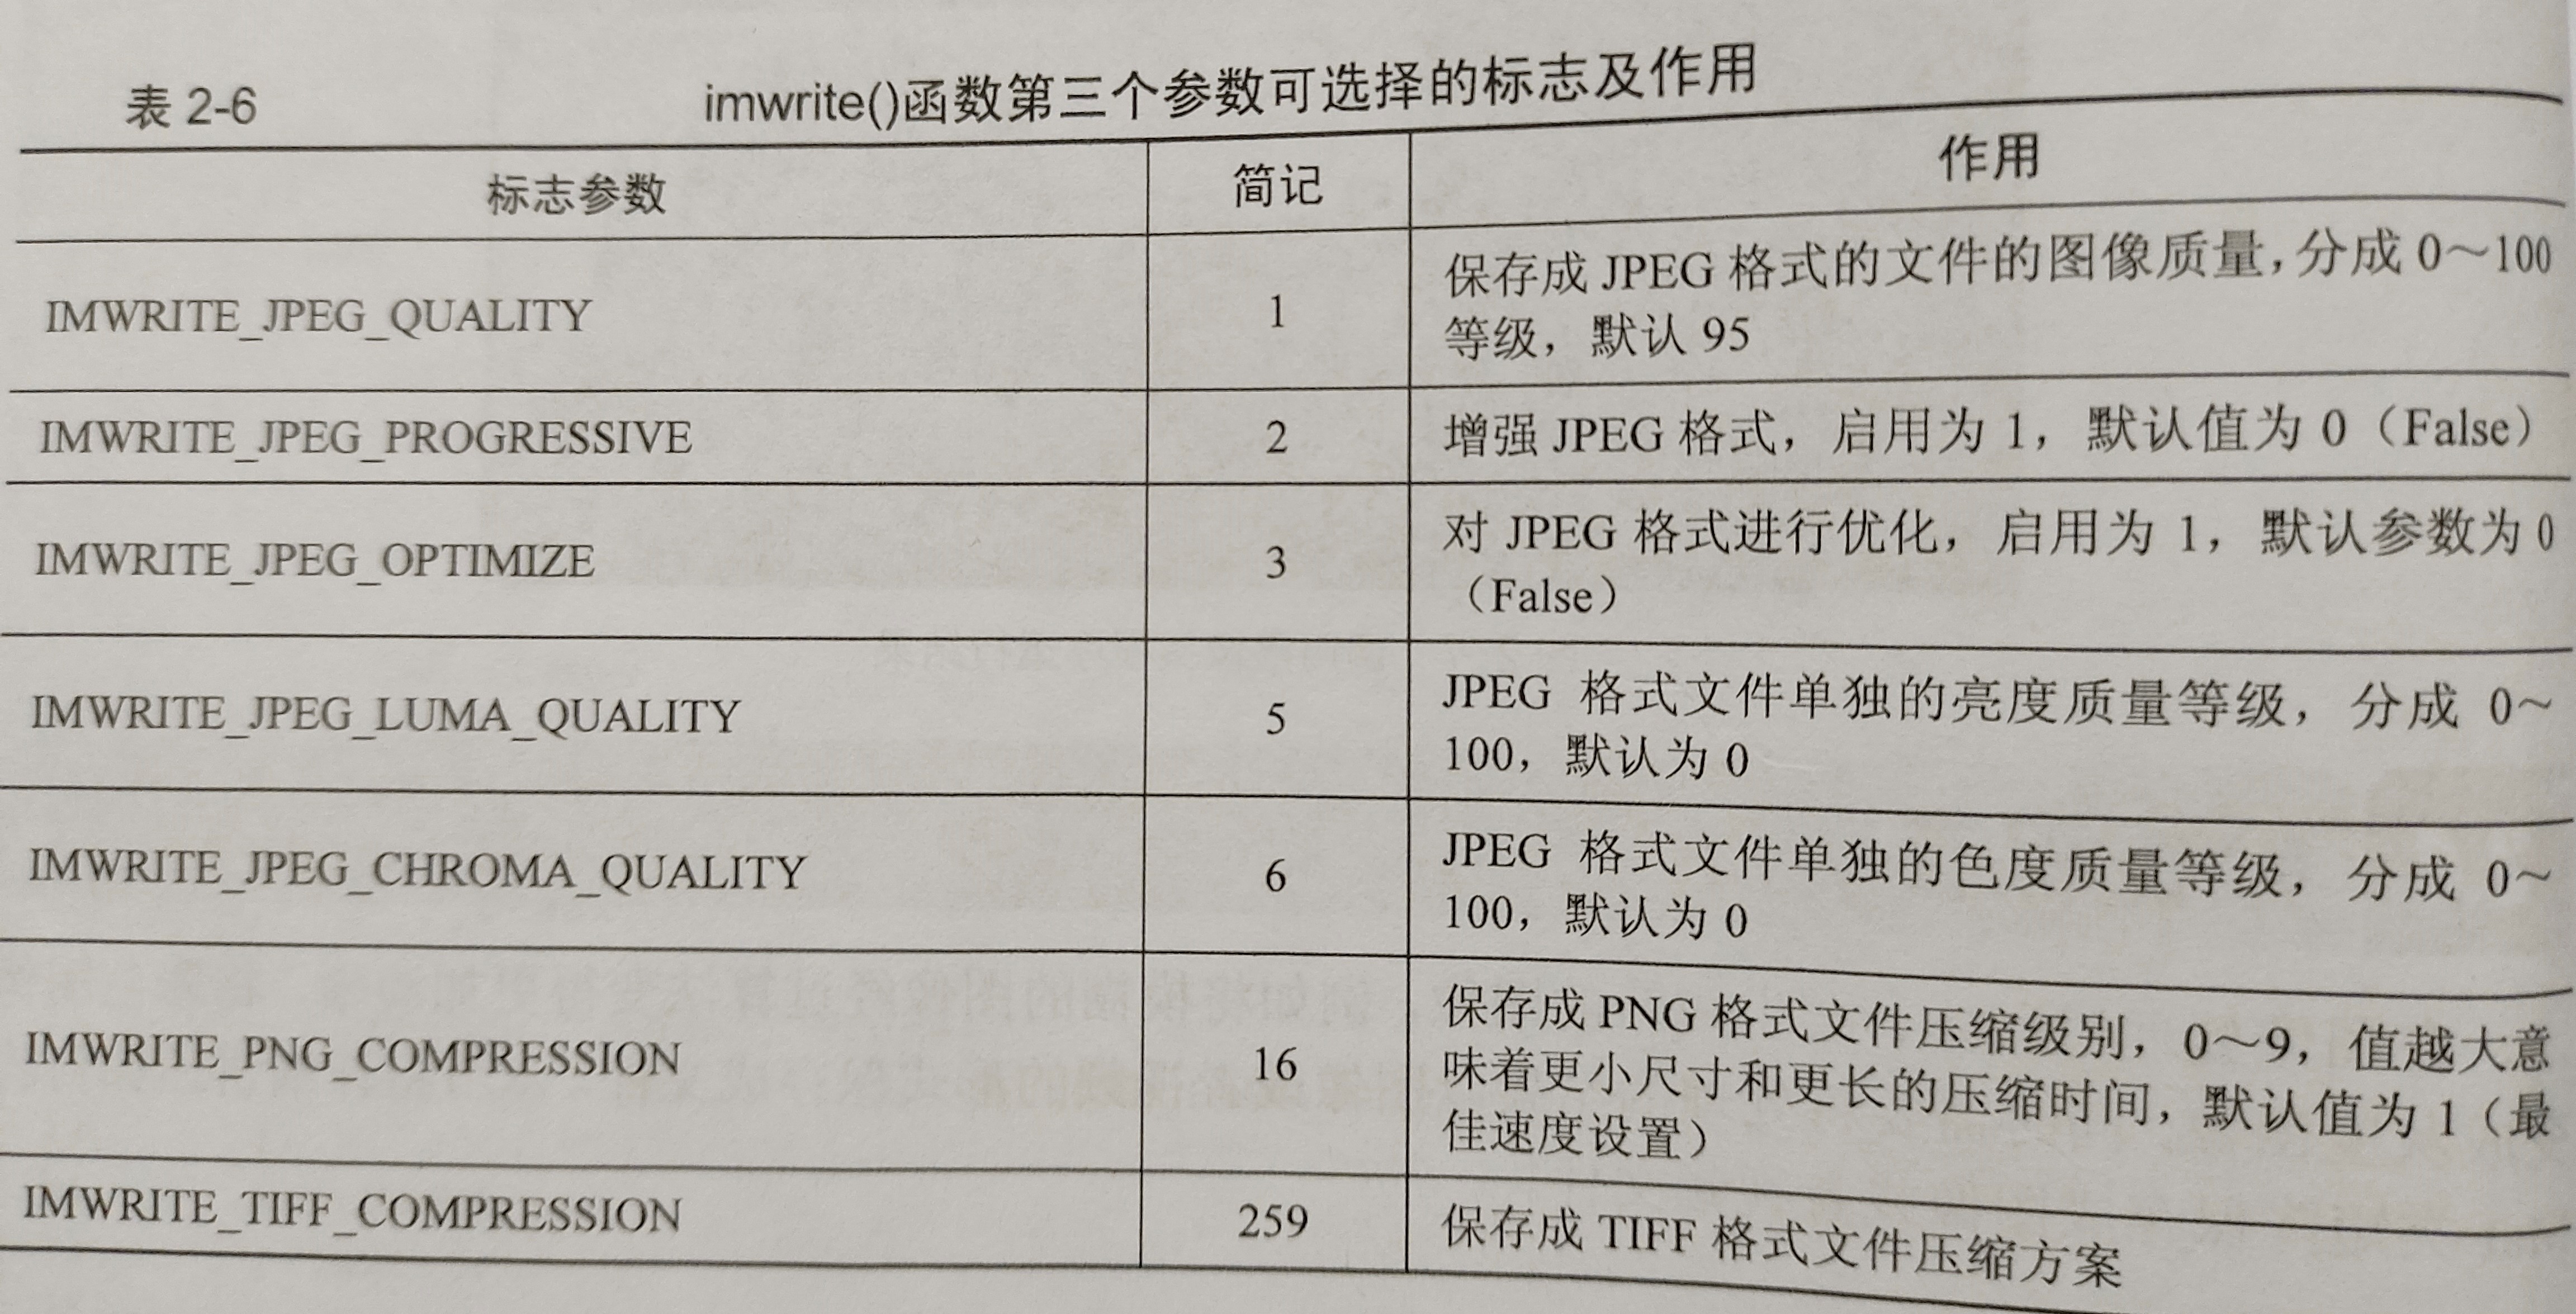 表 2-6 imwrite()函数第三个参数可选择的标志及作用
标志参数 简记 作用
IMWRITE_JPEG_QUALITY 1 保存成 JPEG 格式的文件的图像质量,分成 0～100
等级，默认 95
IMWRITE_JPEG_PROGRESSIVE 2 增强 JPEG 格式，启用为 1，默认值为 0（False）
IMWRITE_JPEG_OPTIMIZE 3 对 JPEG 格式进行优化，启用为 1，默认参数为 0
（False）
IMWRITE_JPEG_LUMA_QUALITY 5 JPEG 格式文件单独的亮度质量等级，分成 0～
100，默认为 0
IMWRITE_JPEG_CHROMA_QUALITY 6 JPEG 格式文件单独的色度质量等级，分成 0～
100，默认为 0
IMWRITE_PNG_COMPRESSION 16 保存成 PNG 格式文件压缩级别，0～9，值越大意
味着更小尺寸和更长的压缩时间，默认值为 1（最
佳速度设置）
IMWRITE_TIFF_COMPRESSION 259 保存成 TIFF 格式文件压缩方案